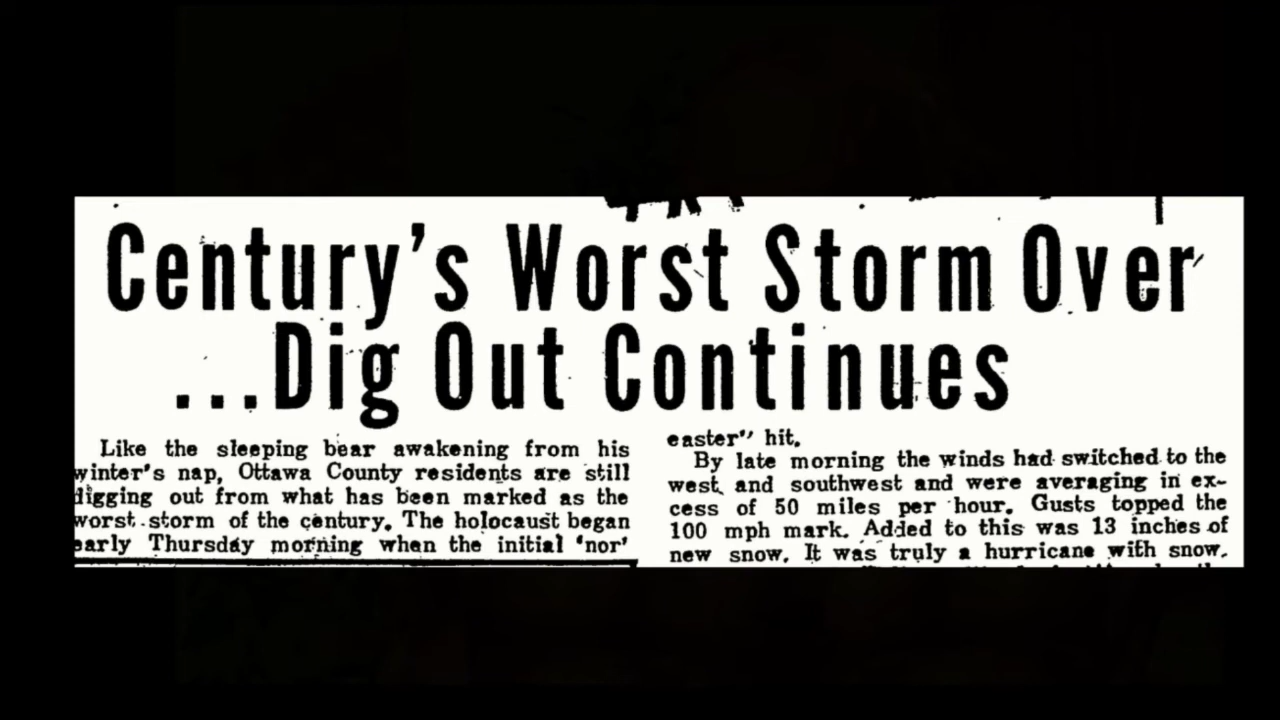 Century's Worst Storm Over
...Dig Out Continues
Like the sleeping bear awakening from his
winter's nap, Ottawa County residents are still
digging out from what has been marked as the
worst storm of the century. The holocaust began
early Thursday morning when the initial 'nor'
easter" hit.
By late morning the winds had switched to the
west and southwest and were averaging in ex-
cess of 50 miles per hour. Gusts topped the
100 mph mark. Added to this was 13 inches of
new snow. It was truly a hurricane with snow.